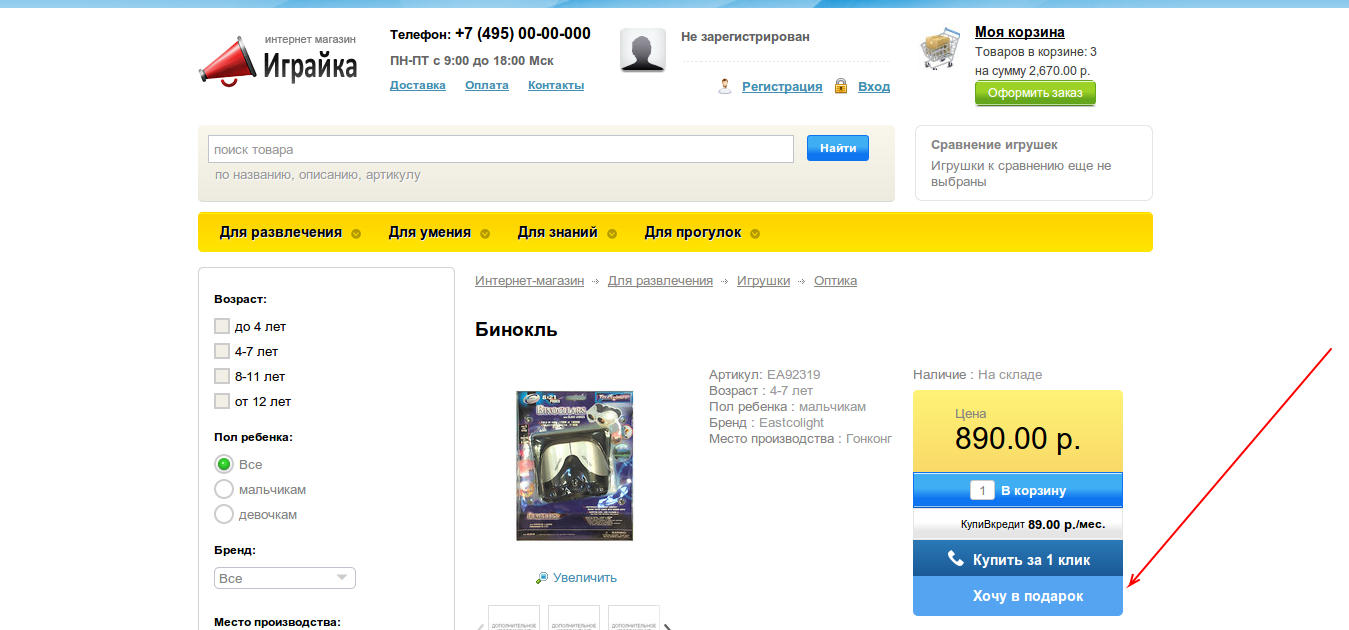 интернет магазин
Играйка
Телефон: +7 (495) 00-00-000
ПН-ПТ с 9:00 до 18:00 Мск
Доставка Оплата Контакты
Не зарегистрирован
Регистрация Вход
Моя корзина
Товаров в корзине: 3
на сумму 2,670.00 р.
Оформить заказ
поиск товара
Найти
по названию, описанию, артикулу
Сравнение игрушек
Игрушки к сравнению еще не
выбраны
Для развлечения Для умения Для знаний Для прогулок
Возраст:
до 4 лет
4-7 лет
8-11 лет
от 12 лет
Пол ребенка:
Все
мальчикам
девочкам
Бренд:
Все
Место производства:
Интернет-магазин Для развлечения Игрушки Оптика
Бинокль
BINOCULARS
Увеличить
ДОПОЛНИТЕЛЬНОЕ ДОПОЛНИТЕЛЬНОЕ ДОПОЛНИТЕЛЬНОЕ
Артикул: EA92319
Возраст : 4-7 лет
Пол ребенка : мальчикам
Бренд : Eastcolight
Место производства : Гонконг
Наличие : На складе
Цена
890.00 р.
1 В корзину
КупиВкредит 89.00 р./мес.
Купить за 1 клик
Хочу в подарок